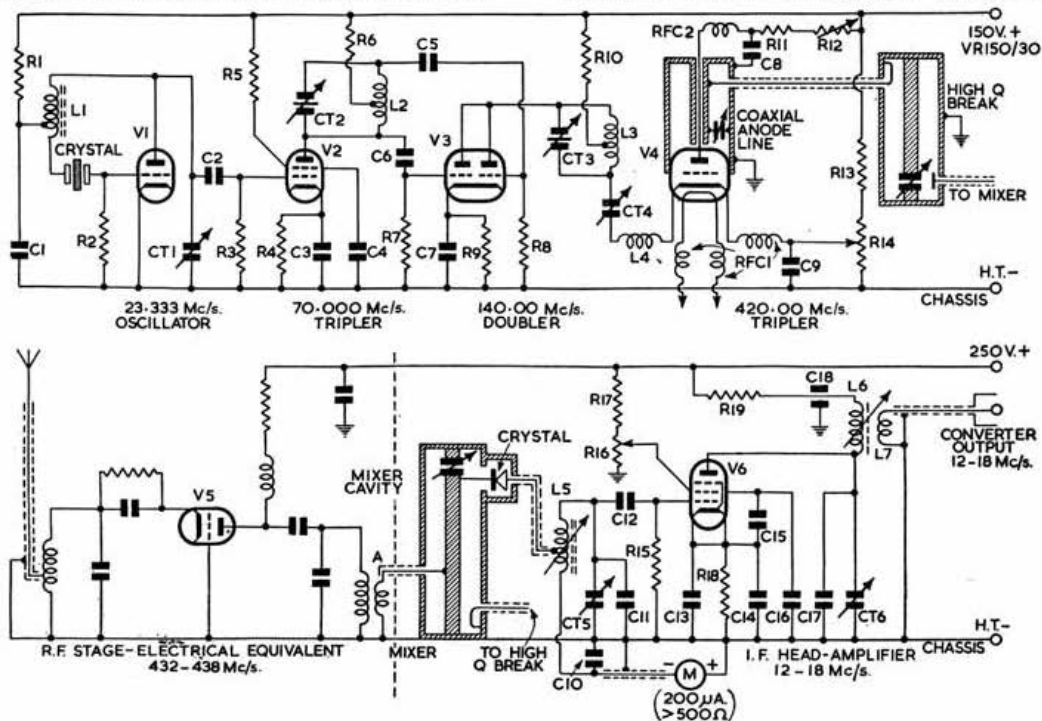 R1
L1
CRYSTAL
V1
C2
C1
R2
CT1
R3
R4
C3
C4
R5
R6
CT2
L2
C5
V2
C6
V3
R7
C7
R9
R8
R10
CT3
L3
CT4
L4
V4
RFC2
C8
R11
R12
COAXIAL
ANODE
LINE
RFC1
C9
R13
R14
HIGH Q
BREAK
TO MIXER
150V.+
VR150/30
H.T.-
CHASSIS
23.333 Mc/s.
OSCILLATOR
70.000 Mc/s.
TRIPLER
140.00 Mc/s.
DOUBLER
420.00 Mc/s.
TRIPLER
250V.+
V5
A
MIXER
CAVITY
CRYSTAL
L5
C12
R17
R16
R15
V6
R19
C18
L6
L7
CONVERTER
OUTPUT
12-18 Mc/s.
C15
R18
CT5
C11
C13
C14
C16
C17
CT6
R.F. STAGE-ELECTRICAL EQUIVALENT
432-438 Mc/s.
MIXER
TO HIGH
Q BREAK
C10
- M +
(200 μA.
>500Ω)
I.F. HEAD-AMPLIFIER
12-18 Mc/s.
H.T.-
CHASSIS